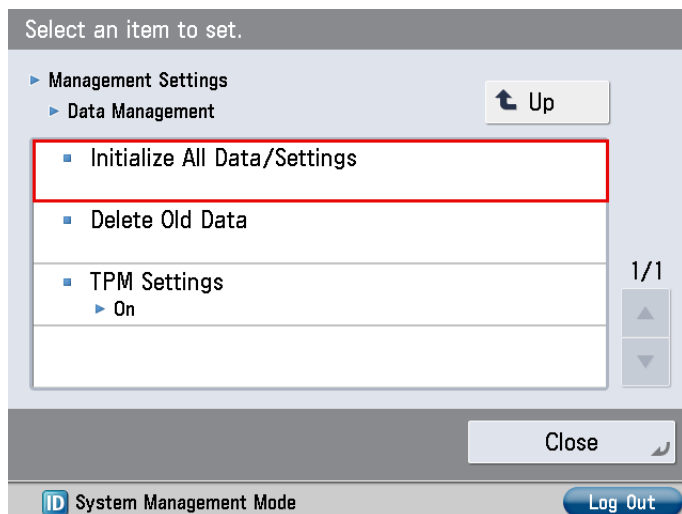 Select an item to set.
Management Settings
Data Management
Up
Initialize All Data/Settings
Delete Old Data
TPM Settings
On
1/1
Close
ID System Management Mode
Log Out